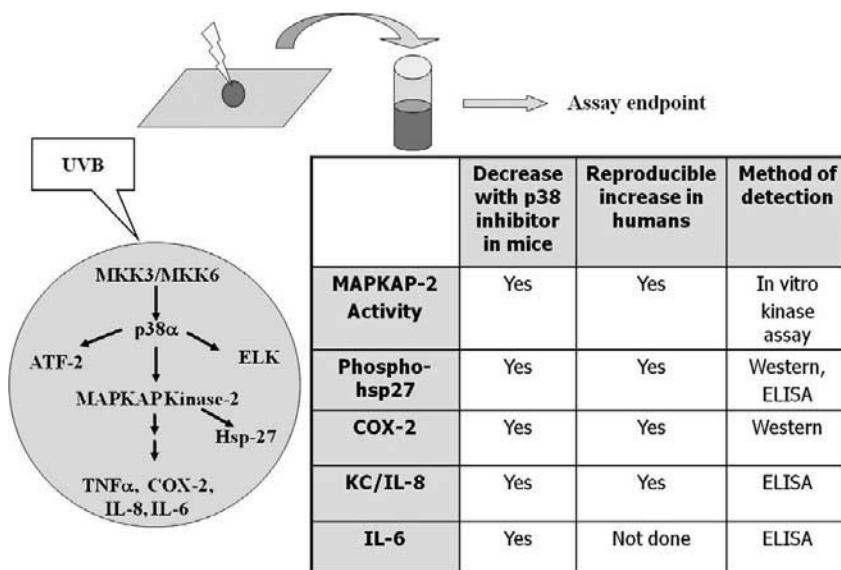 Assay endpoint
UVB
MKK3/MKK6
p38α
ATF-2
ELK
MAPKAP Kinase-2
Hsp-27
TNFα, COX-2,
IL-8, IL-6
Decrease with p38 inhibitor in mice
Reproducible increase in humans
Method of detection
MAPKAP-2 Activity
Yes
Yes
In vitro kinase assay
Phospho-hsp27
Yes
Yes
Western, ELISA
COX-2
Yes
Yes
Western
KC/IL-8
Yes
Yes
ELISA
IL-6
Yes
Not done
ELISA